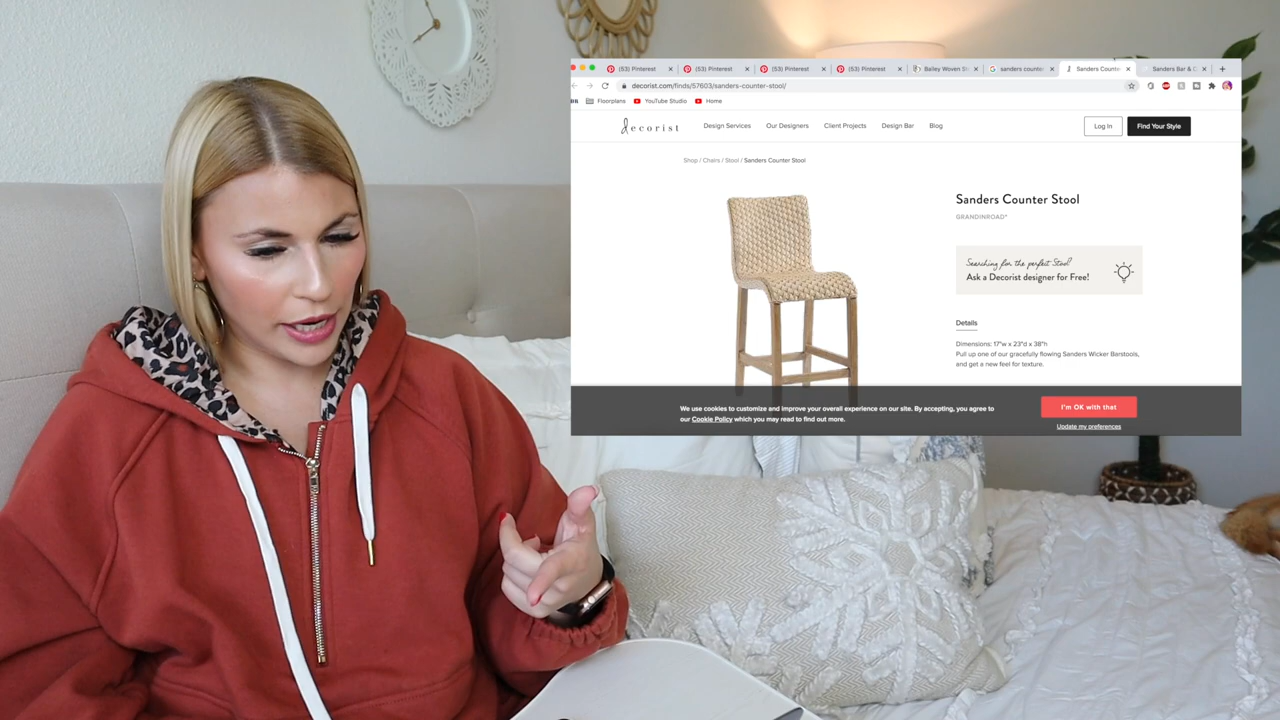 (53) Pinterest
(53) Pinterest
(53) Pinterest
(53) Pinterest
Bailey Woven St
sanders counte
Sanders Counte
Sanders Bar & C
decorist.com/finds/57603/sanders-counter-stool/
Floorplans
YouTube Studio
Home
decorist
Design Services
Our Designers
Client Projects
Design Bar
Blog
Log In
Find Your Style
Shop / Chairs / Stool / Sanders Counter Stool
Sanders Counter Stool
GRANDINROAD*
Searching for the perfect Stool?
Ask a Decorist designer for Free!
Details
Dimensions: 17"w x 23"d x 38"h
Pull up one of our gracefully flowing Sanders Wicker Barstools,
and get a new feel for texture.
We use cookies to customize and improve your overall experience on our site. By accepting, you agree to
our Cookie Policy which you may read to find out more.
I'm OK with that
Update my preferences